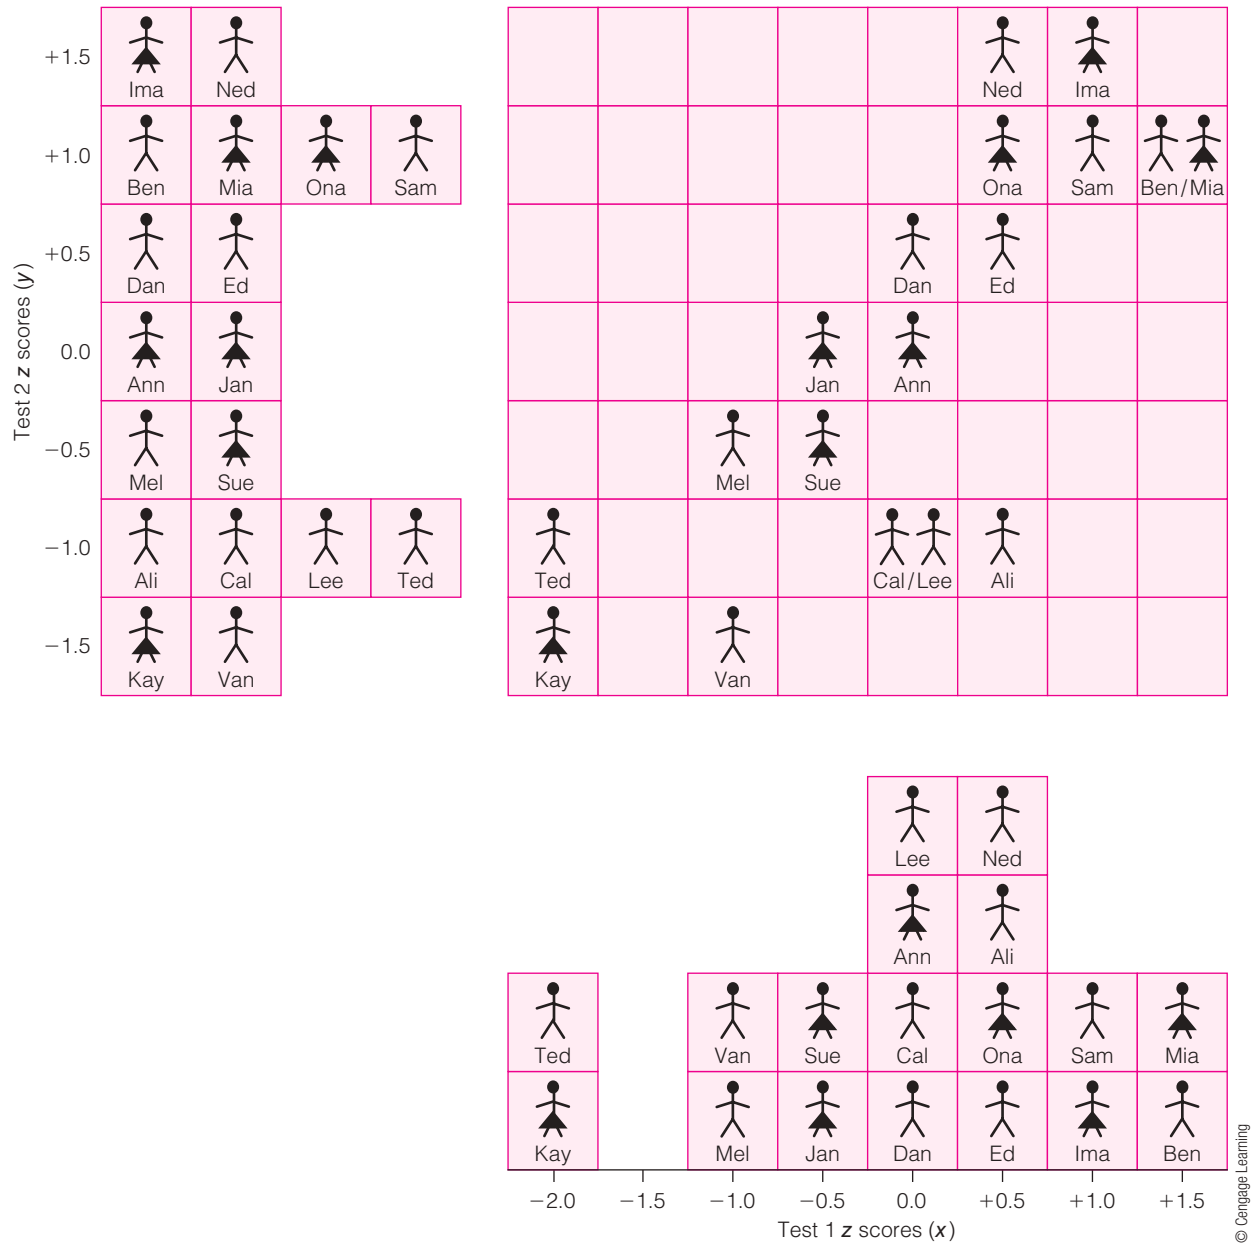 +1.5
Ima Ned Ned Ima
+1.0
Ben Mia Ona Sam Ona Sam Ben/Mia
+0.5
Dan Ed Dan Ed
0.0
Ann Jan Jan Ann
−0.5
Mel Sue Mel Sue
−1.0
Ali Cal Lee Ted Ted Cal/Lee Ali
−1.5
Kay Van Kay Van
Test 2 z scores (y)
Lee Ned
Ann Ali
Ted Van Sue Cal Ona Sam Mia
Kay Mel Jan Dan Ed Ima Ben
−2.0 −1.5 −1.0 −0.5 0.0 +0.5 +1.0 +1.5
Test 1 z scores (x)
© Cengage Learning